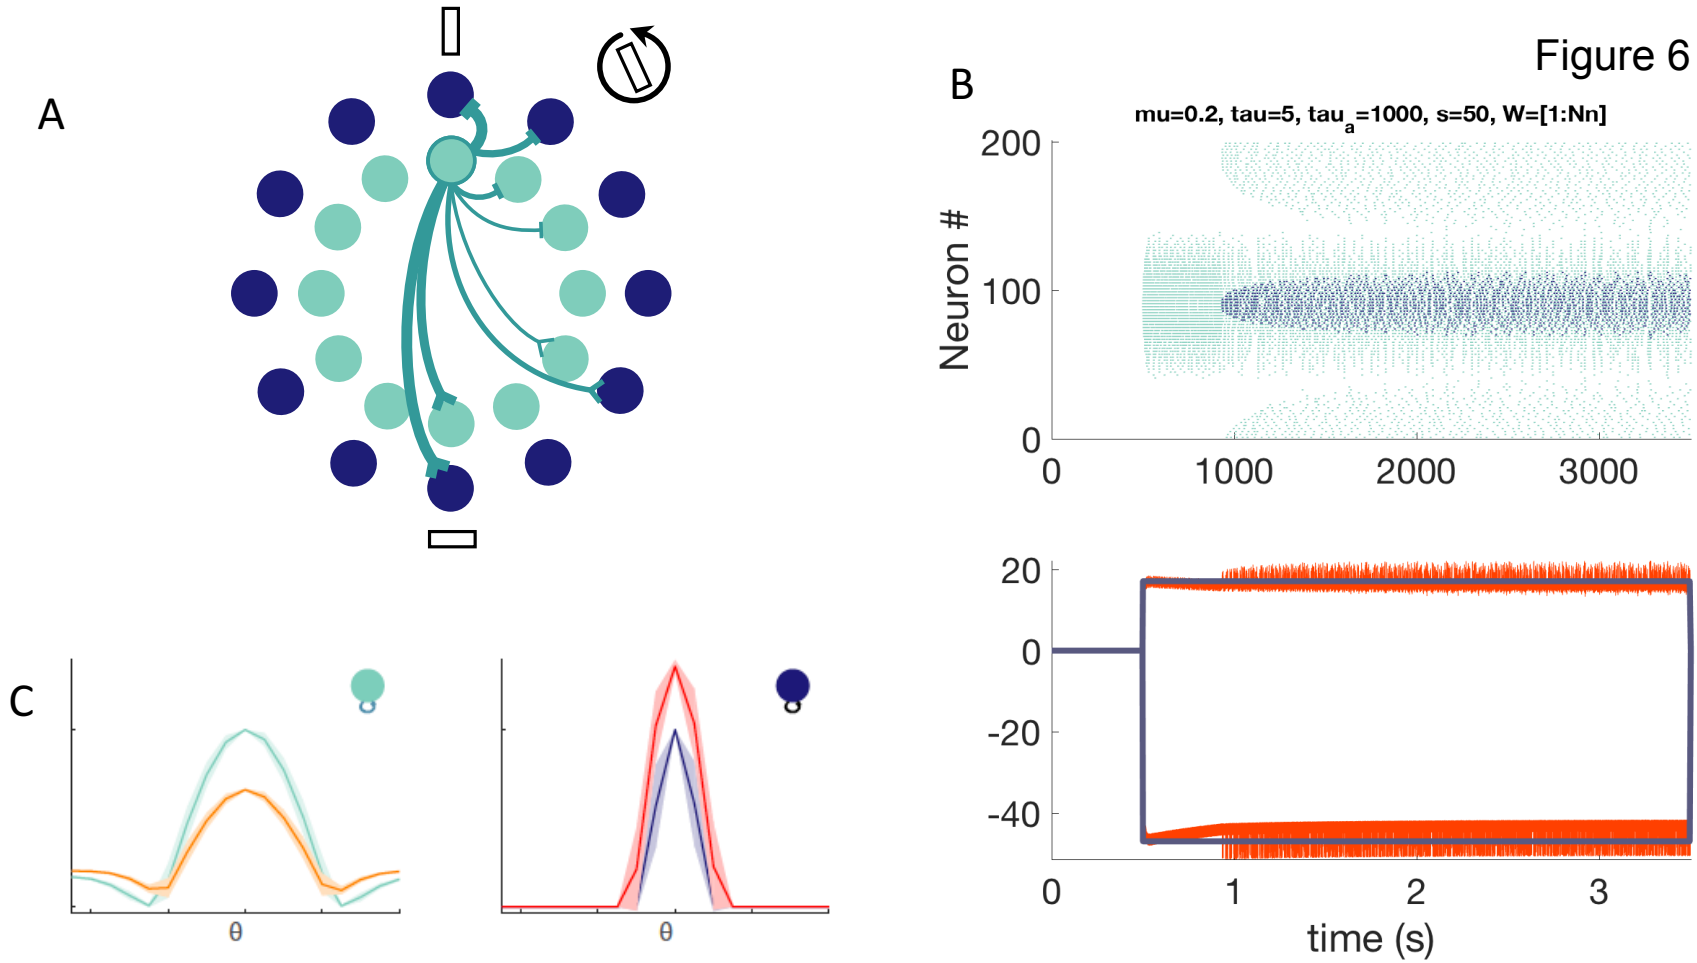 Figure 6
A
B
mu=0.2, tau=5, tau_a=1000, s=50, W=[1:Nn]
200
100
0
Neuron #
0 1000 2000 3000
20
0
-20
-40
0 1 2 3
time (s)
C
θ
θ